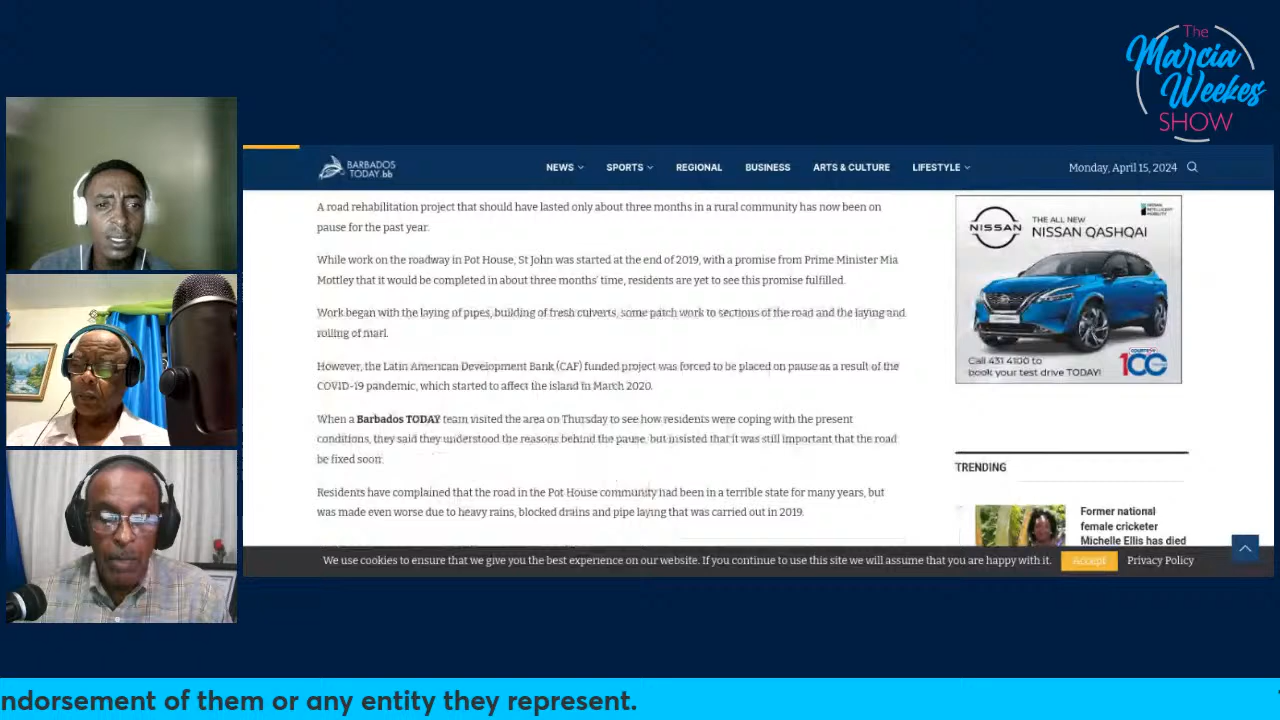 The
Marcia
Weekes
SHOW
BARBADOS
TODAY.bb
NEWS
SPORTS
REGIONAL
BUSINESS
ARTS & CULTURE
LIFESTYLE
Monday, April 15, 2024
A road rehabilitation project that should have lasted only about three months in a rural community has now been on
pause for the past year.
While work on the roadway in Pot House, St John was started at the end of 2019, with a promise from Prime Minister Mia
Mottley that it would be completed in about three months' time, residents are yet to see this promise fulfilled.
Work began with the laying of pipes, building of fresh culverts, some patch work to sections of the road and the laying and
rolling of marl.
However, the Latin American Development Bank (CAF) funded project was forced to be placed on pause as a result of the
COVID-19 pandemic, which started to affect the island in March 2020.
When a Barbados TODAY team visited the area on Thursday to see how residents were coping with the present
conditions, they said they understood the reasons behind the pause, but insisted that it was still important that the road
be fixed soon.
Residents have complained that the road in the Pot House community had been in a terrible state for many years, but
was made even worse due to heavy rains, blocked drains and pipe laying that was carried out in 2019.
NISSAN
THE ALL NEW
NISSAN QASHQAI
Call 431 4100 to
book your test drive TODAY!
COURTESY
100
TRENDING
Former national
female cricketer
Michelle Ellis has died
We use cookies to ensure that we give you the best experience on our website. If you continue to use this site we will assume that you are happy with it.
Accept
Privacy Policy
ndorsement of them or any entity they represent.